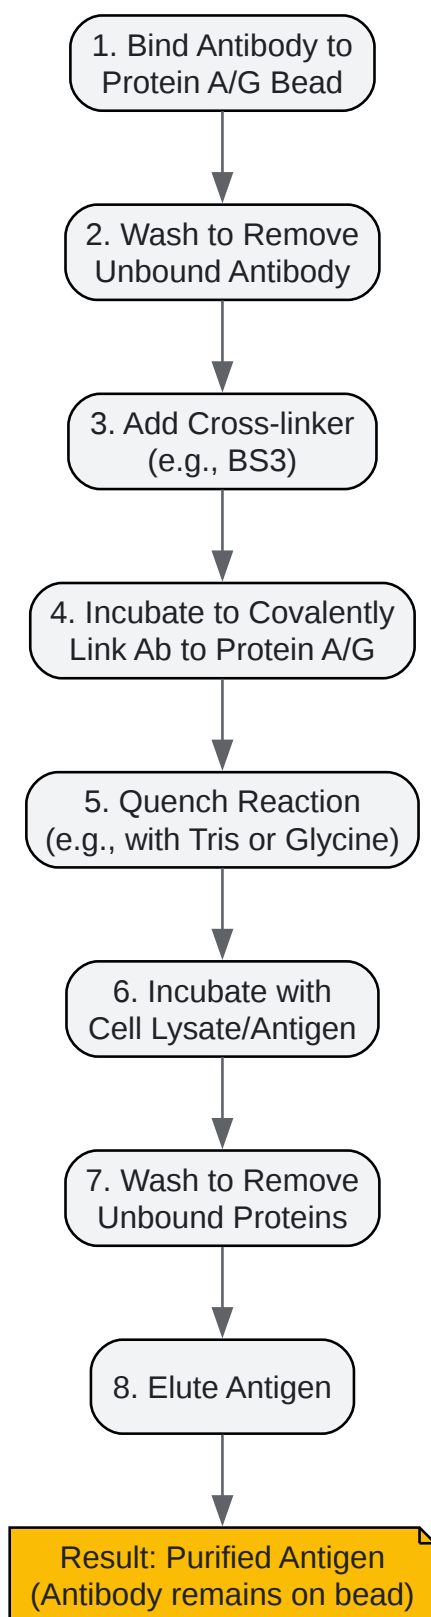 1. Bind Antibody to
Protein A/G Bead
2. Wash to Remove
Unbound Antibody
3. Add Cross-linker
(e.g., BS3)
4. Incubate to Covalently
Link Ab to Protein A/G
5. Quench Reaction
(e.g., with Tris or Glycine)
6. Incubate with
Cell Lysate/Antigen
7. Wash to Remove
Unbound Proteins
8. Elute Antigen
Result: Purified Antigen
(Antibody remains on bead)